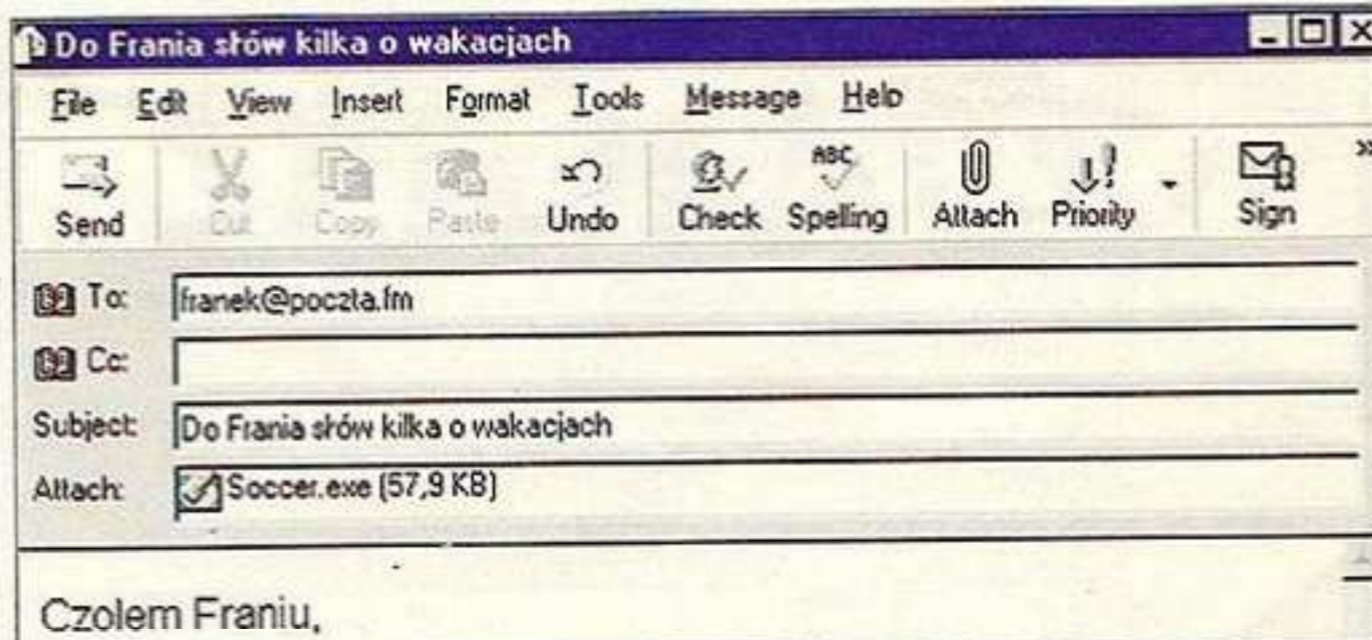 Do Frania słów kilka o wakacjach
File Edit View Insert Format Tools Message Help
Send Cut Copy Paste Undo Check Spelling Attach Priority Sign »
ABC
To: franek@poczta.fm
Cc:
Subject: Do Frania słów kilka o wakacjach
Attach: Soccer.exe (57,9 KB)
Czolem Franiu,